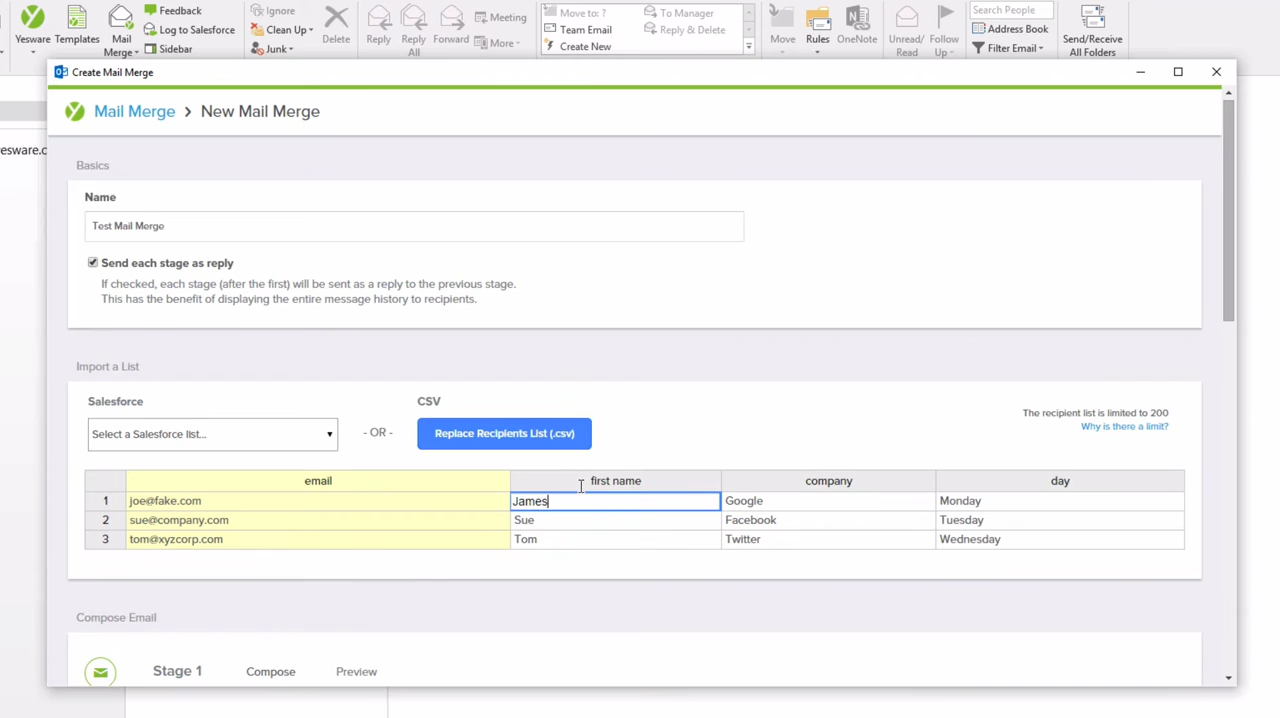 Feedback
Ignore
Meeting
Move to: ?
To Manager
Search People
Log to Salesforce
Clean Up
Team Email
Reply & Delete
Address Book
Yesware
Templates
Mail
Merge
Sidebar
Junk
Delete
Reply
Reply
All
Forward
More
Create New
Move
Rules
OneNote
Unread/
Read
Follow
Up
Filter Email
Send/Receive
All Folders
Create Mail Merge
Mail Merge > New Mail Merge
esware.c
Basics
Name
Test Mail Merge
Send each stage as reply
If checked, each stage (after the first) will be sent as a reply to the previous stage.
This has the benefit of displaying the entire message history to recipients.
Import a List
Salesforce
CSV
Select a Salesforce list...
- OR -
Replace Recipients List (.csv)
The recipient list is limited to 200
Why is there a limit?
email first name company day
1 joe@fake.com James Google Monday
2 sue@company.com Sue Facebook Tuesday
3 tom@xyzcorp.com Tom Twitter Wednesday
Compose Email
Stage 1 Compose Preview